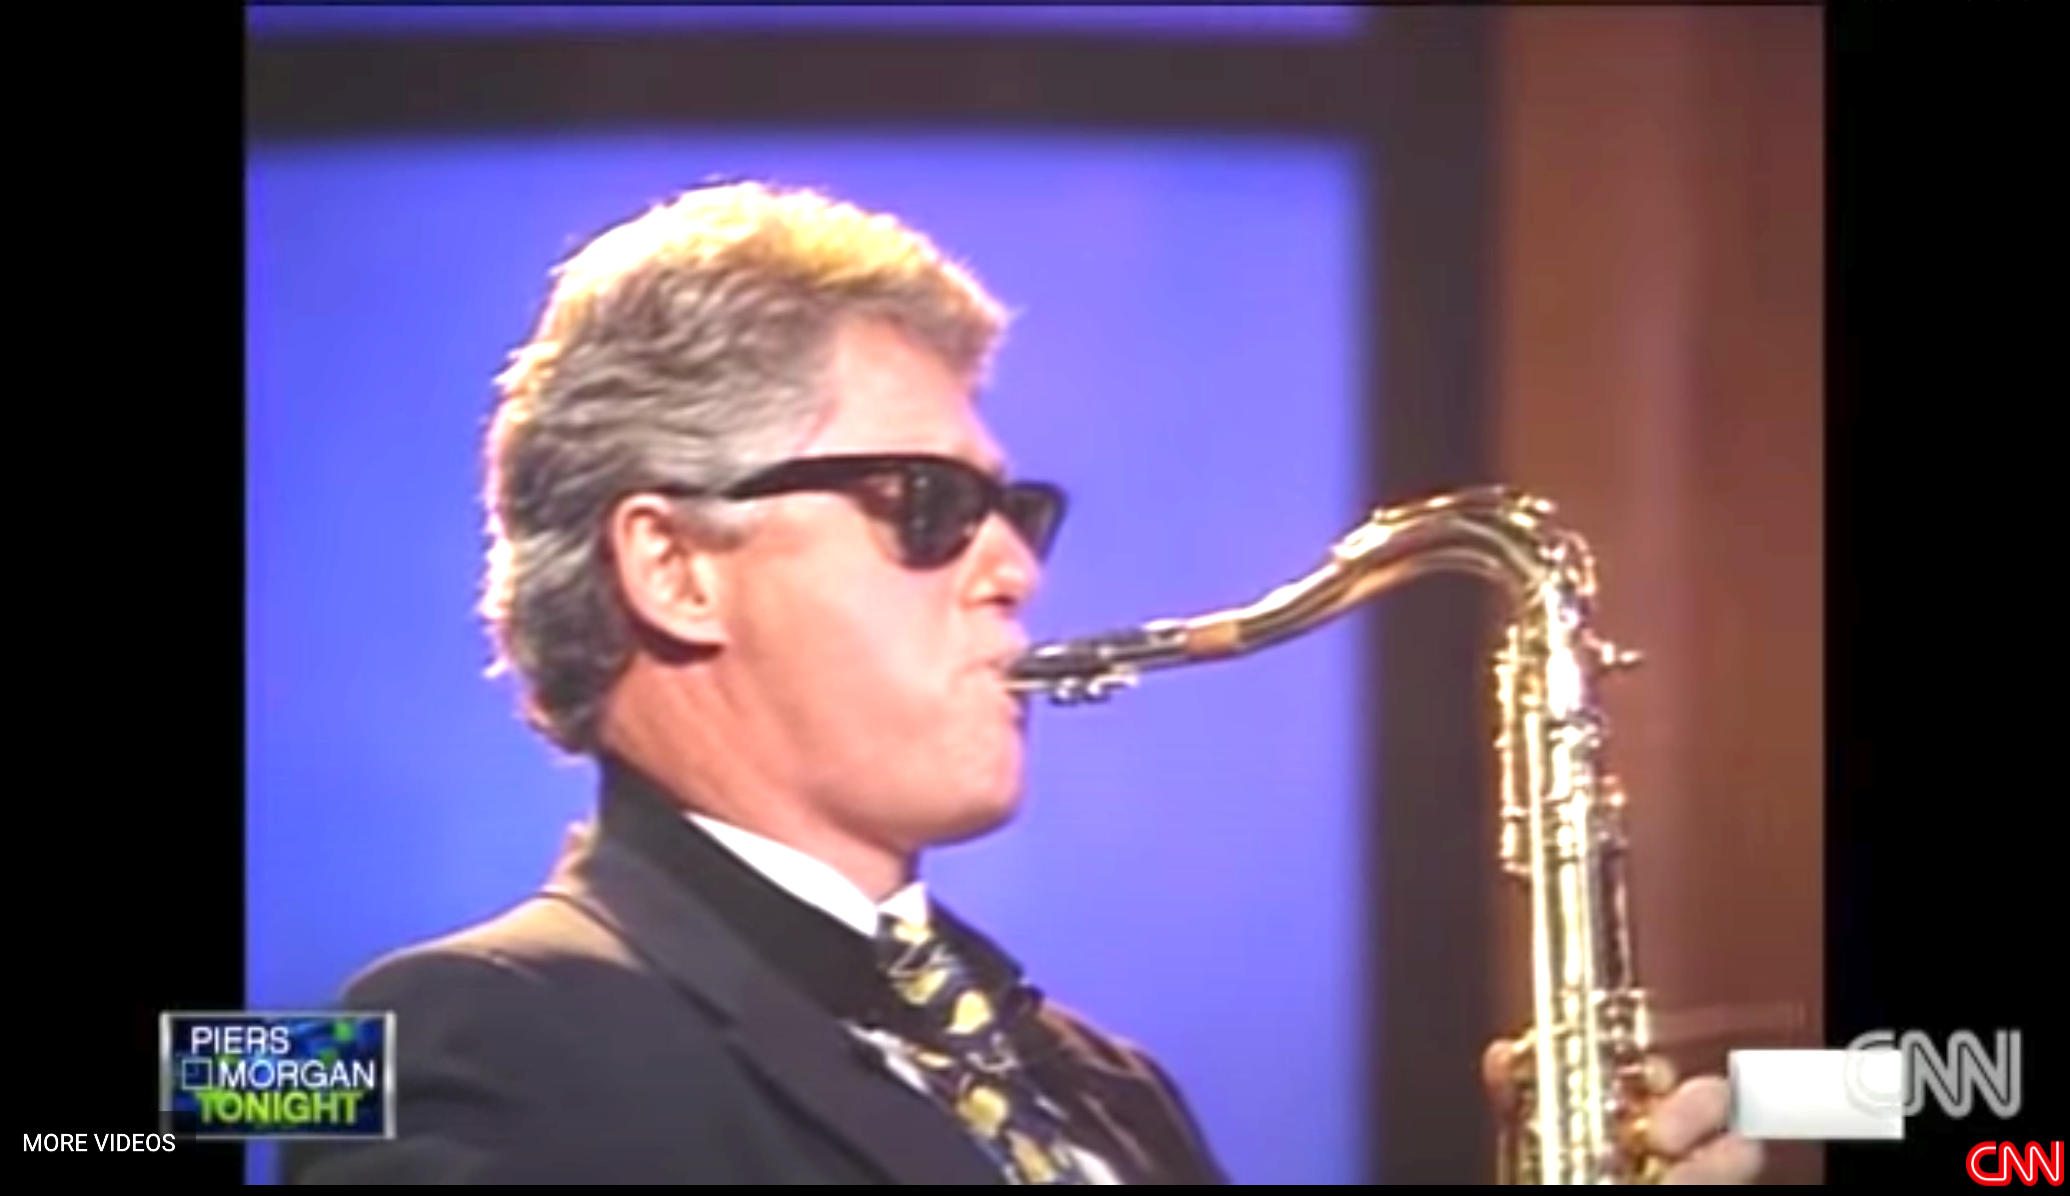 PIERS
MORGAN
TONIGHT
MORE VIDEOS
CNN
CNN